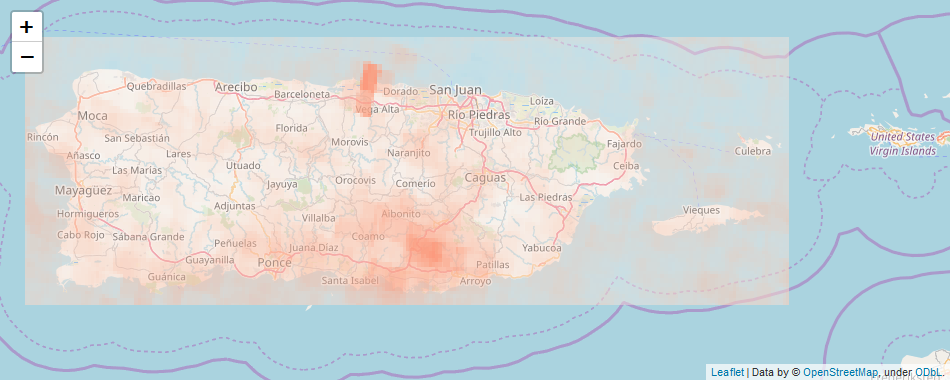 +
−
Quebradillas
Arecibo
Barceloneta
Dorado
San Juan
Loíza
Moca
Vega Alta
Río Piedras
Río Grande
Rincón
San Sebastián
Florida
Morovis
Trujillo Alto
Fajardo
United States
Virgin Islands
Añasco
Lares
Naranjito
Culebra
Las Marías
Utuado
Ceiba
Mayagüez
Maricao
Jayuya
Orocovis
Comerio
Caguas
Las Piedras
Hormigueros
Adjuntas
Villalba
Aibonito
Vieques
Cabo Rojo
Sábana Grande
Peñuelas
Juana Díaz
Coamo
Yabucoa
Guayanilla
Ponce
Patillas
Guánica
Santa Isabel
Arroyo
Leaflet | Data by © OpenStreetMap, under ODbL.